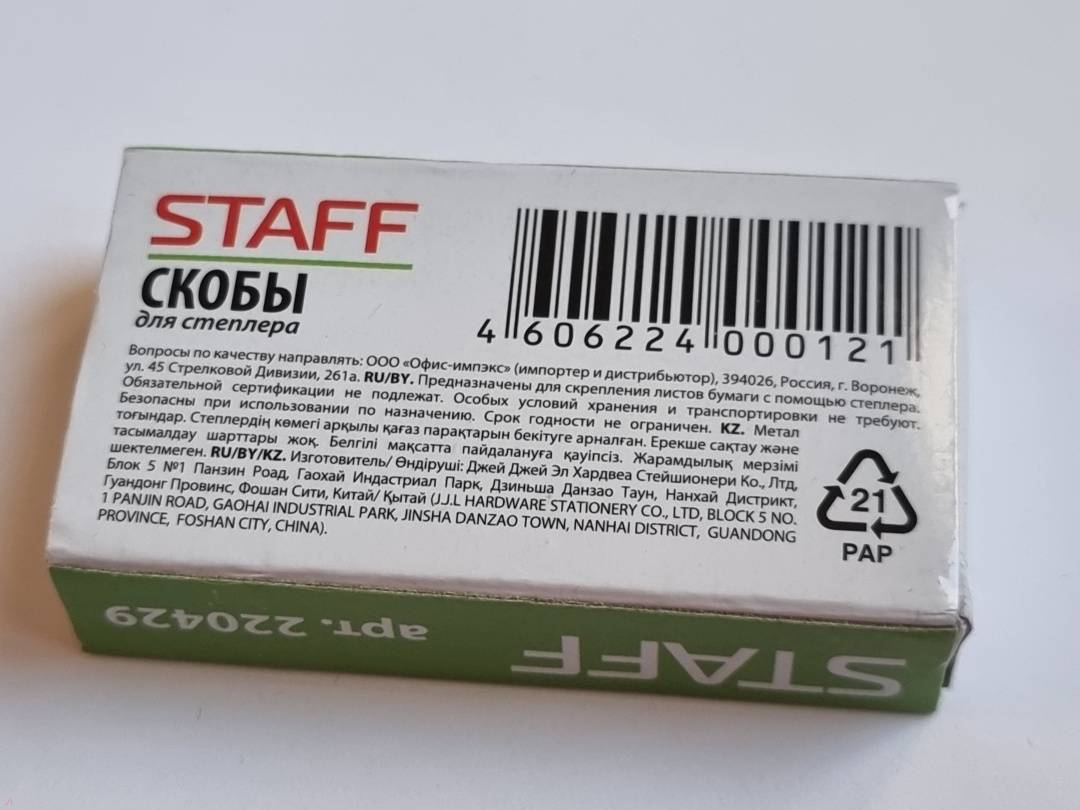 STAFF
СКОБЫ
для степлера
4 606224 000121
Вопросы по качеству направлять: ООО «Офис-импэкс» (импортер и дистрибьютор), 394026, Россия, г. Воронеж,
ул. 45 Стрелковой Дивизии, 261а. RU/BY. Предназначены для скрепления листов бумаги с помощью степлера.
Обязательной сертификации не подлежат. Особых условий хранения и транспортировки не требуют.
Безопасны при использовании по назначению. Срок годности не ограничен. KZ. Метал
тоғындар. Степлердің көмегі арқылы қағаз парақтарын бекітуге арналған. Ерекше сақтау және
тасымалдау шарттары жоқ. Белгілі мақсатта пайдалануға қауіпсіз. Жарамдылық мерзімі
шектелмеген. RU/BY/KZ. Изготовитель/ Өндіруші: Джей Джей Эл Хардвеа Стейшионери Ко., Лтд,
Блок 5 №1 Панзин Роад, Гаохай Индастриал Парк, Дзиньша Данзао Таун, Нанхай Дистрикт,
Гуандонг Провинс, Фошан Сити, Китай/ Қытай (J.J.L HARDWARE STATIONERY CO., LTD, BLOCK 5 NO.
1 PANJIN ROAD, GAOHAI INDUSTRIAL PARK, JINSHA DANZAO TOWN, NANHAI DISTRICT, GUANDONG
PROVINCE, FOSHAN CITY, CHINA).
21
PAP
STAFF
арт. 220429